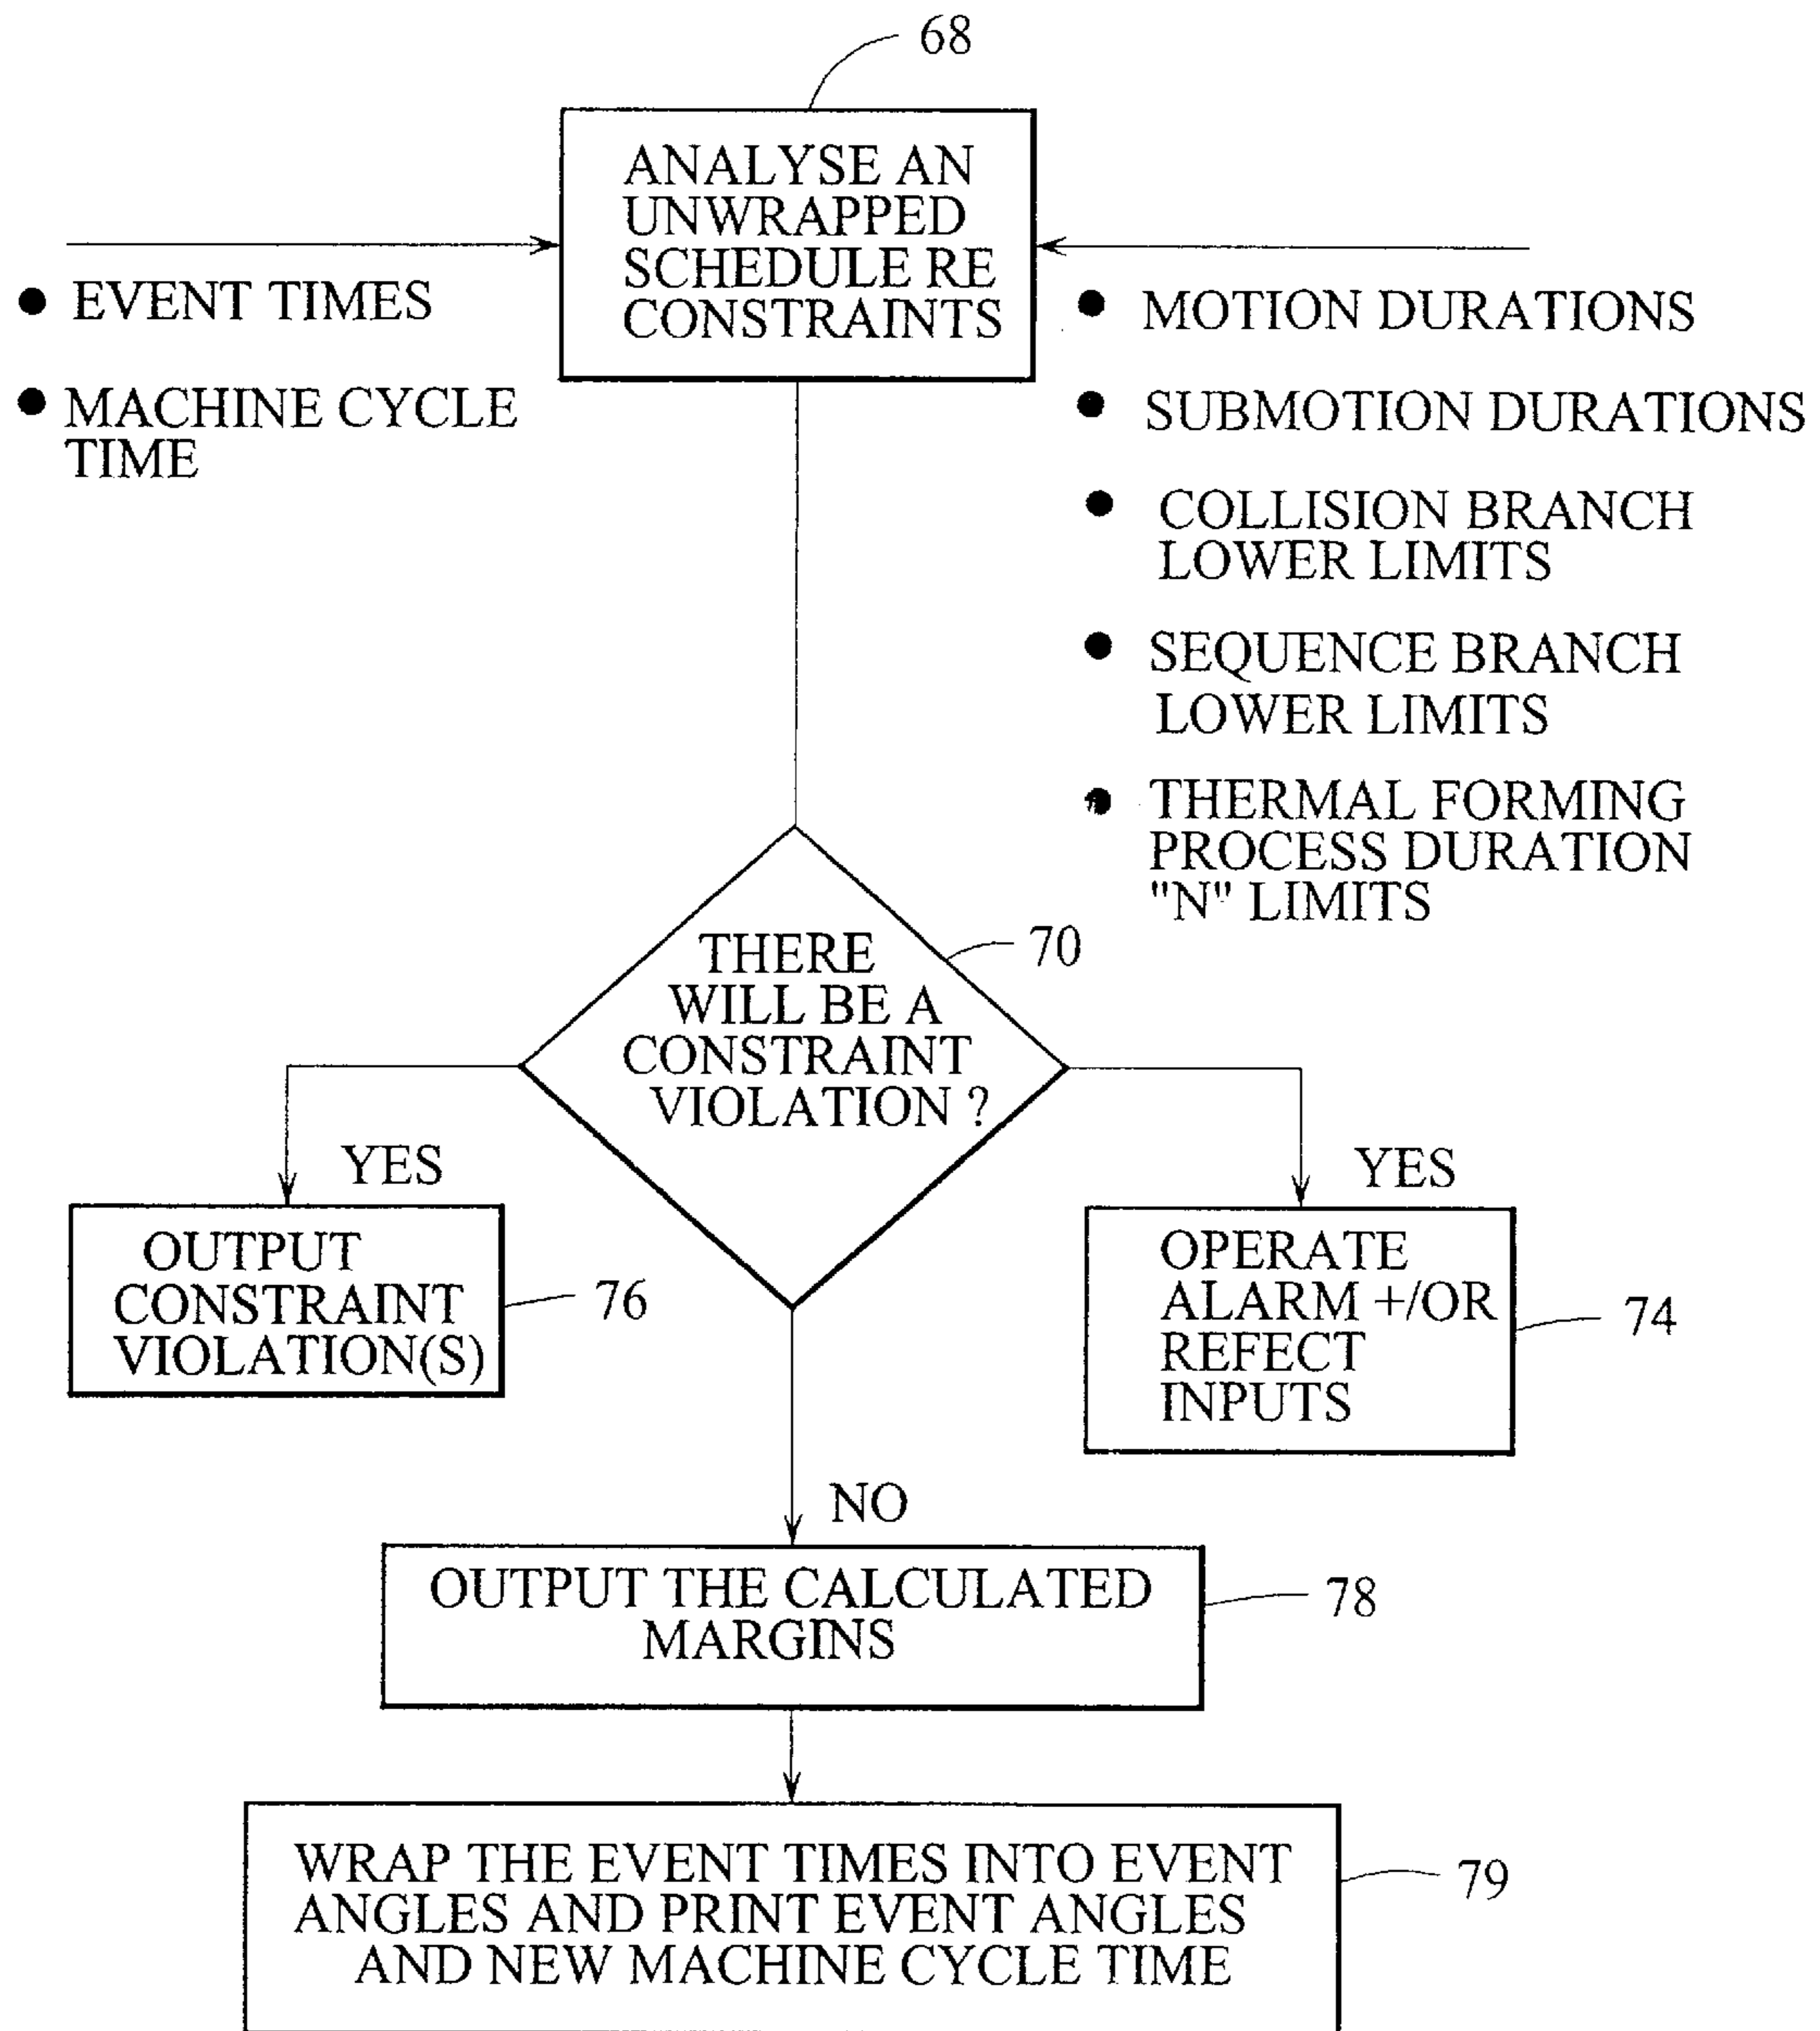 68
ANALYSE AN
UNWRAPPED
SCHEDULE RE
CONSTRAINTS
● EVENT TIMES
● MACHINE CYCLE
TIME
● MOTION DURATIONS
● SUBMOTION DURATIONS
● COLLISION BRANCH
LOWER LIMITS
● SEQUENCE BRANCH
LOWER LIMITS
● THERMAL FORMING
PROCESS DURATION
"N" LIMITS
70
THERE
WILL BE A
CONSTRAINT
VIOLATION ?
YES
YES
OUTPUT
CONSTRAINT
VIOLATION(S)
76
OPERATE
ALARM +/OR
REFECT
INPUTS
74
NO
OUTPUT THE CALCULATED
MARGINS
78
WRAP THE EVENT TIMES INTO EVENT
ANGLES AND PRINT EVENT ANGLES
AND NEW MACHINE CYCLE TIME
79